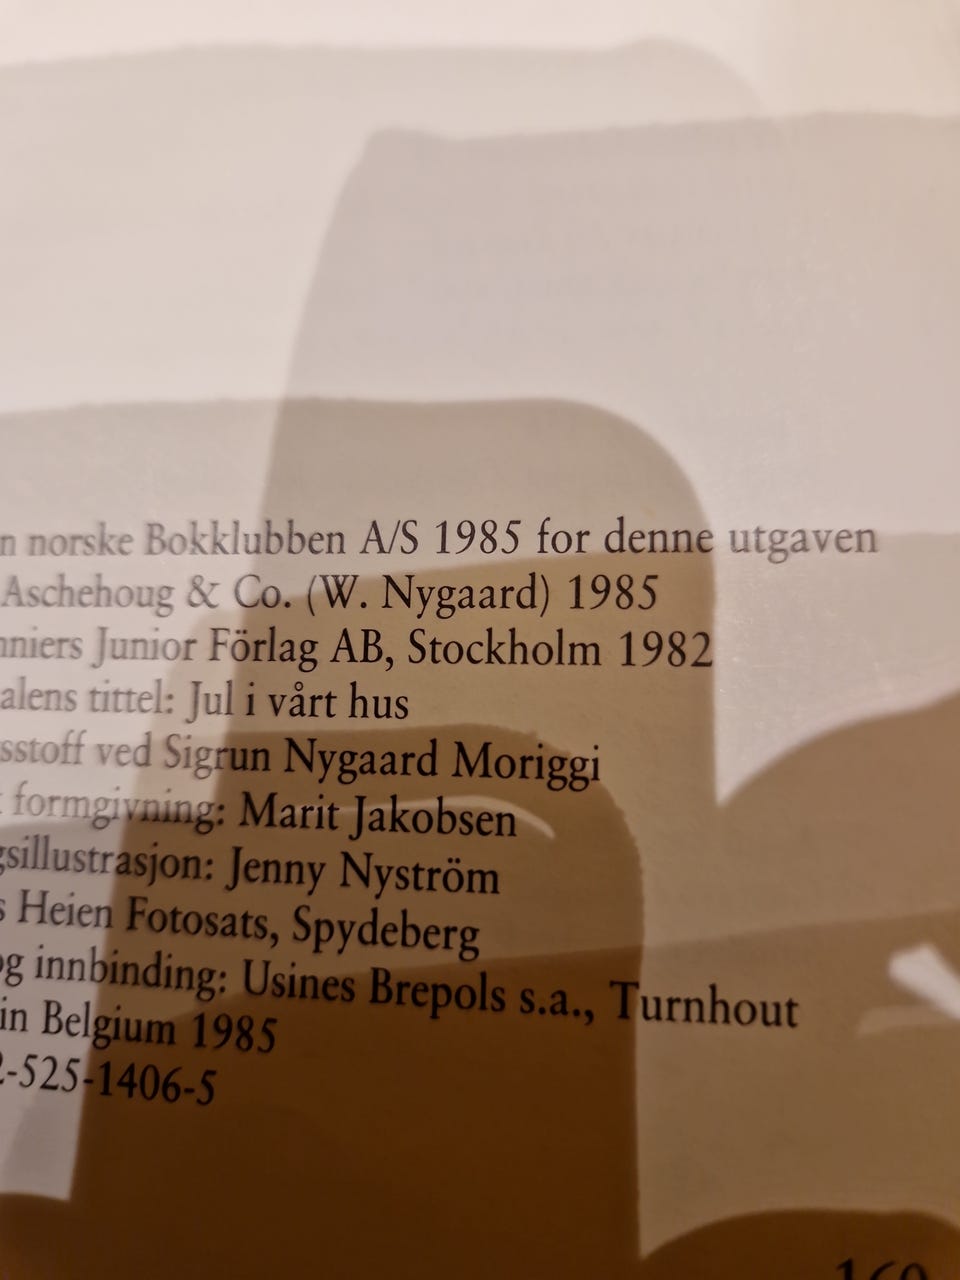 n norske Bokklubben A/S 1985 for denne utgaven
Aschehoug & Co. (W. Nygaard) 1985
nniers Junior Förlag AB, Stockholm 1982
alens tittel: Jul i vårt hus
sstoff ved Sigrun Nygaard Moriggi
formgivning: Marit Jakobsen
gsillustrasjon: Jenny Nyström
s Heien Fotosats, Spydeberg
og innbinding: Usines Brepols s.a., Turnhout
in Belgium 1985
2-525-1406-5